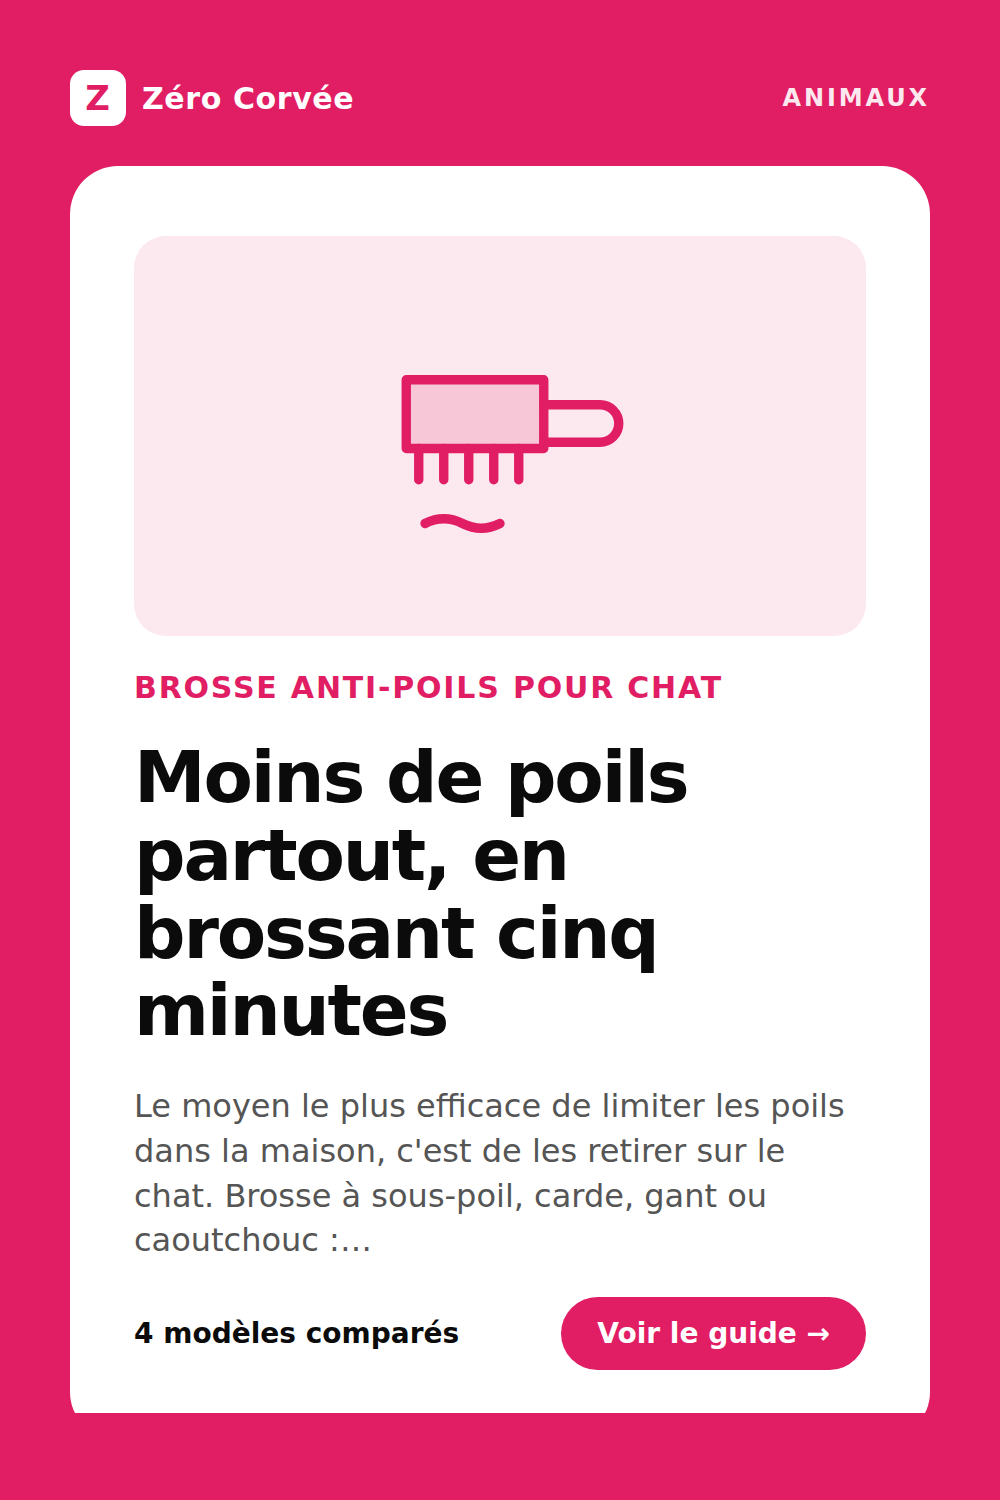 Z Zéro Corvée
ANIMAUX
BROSSE ANTI-POILS POUR CHAT
Moins de poils
partout, en
brossant cinq
minutes
Le moyen le plus efficace de limiter les poils
dans la maison, c'est de les retirer sur le
chat. Brosse à sous-poil, carde, gant ou
caoutchouc :…
4 modèles comparés
Voir le guide →